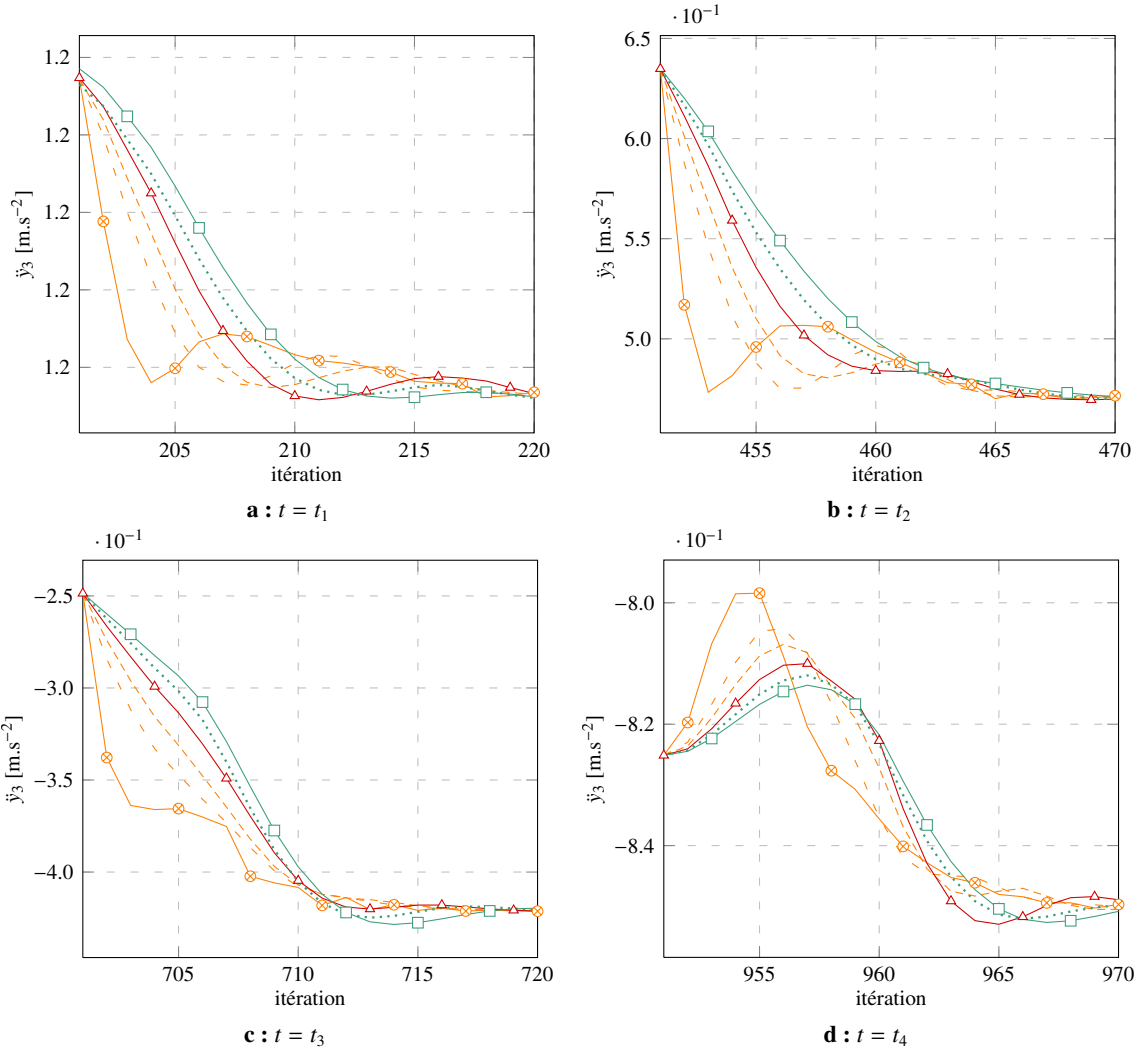 · 10⁻¹
1.2
1.2
1.2
1.2
1.2
ÿ₃ [m.s⁻²]
205
210
215
220
itération
a : t = t₁
6.5
6.0
5.5
5.0
ÿ₃ [m.s⁻²]
455
460
465
470
itération
b : t = t₂
· 10⁻¹
−2.5
−3.0
−3.5
−4.0
ÿ₃ [m.s⁻²]
705
710
715
720
itération
c : t = t₃
· 10⁻¹
−8.0
−8.2
−8.4
ÿ₃ [m.s⁻²]
955
960
965
970
itération
d : t = t₄